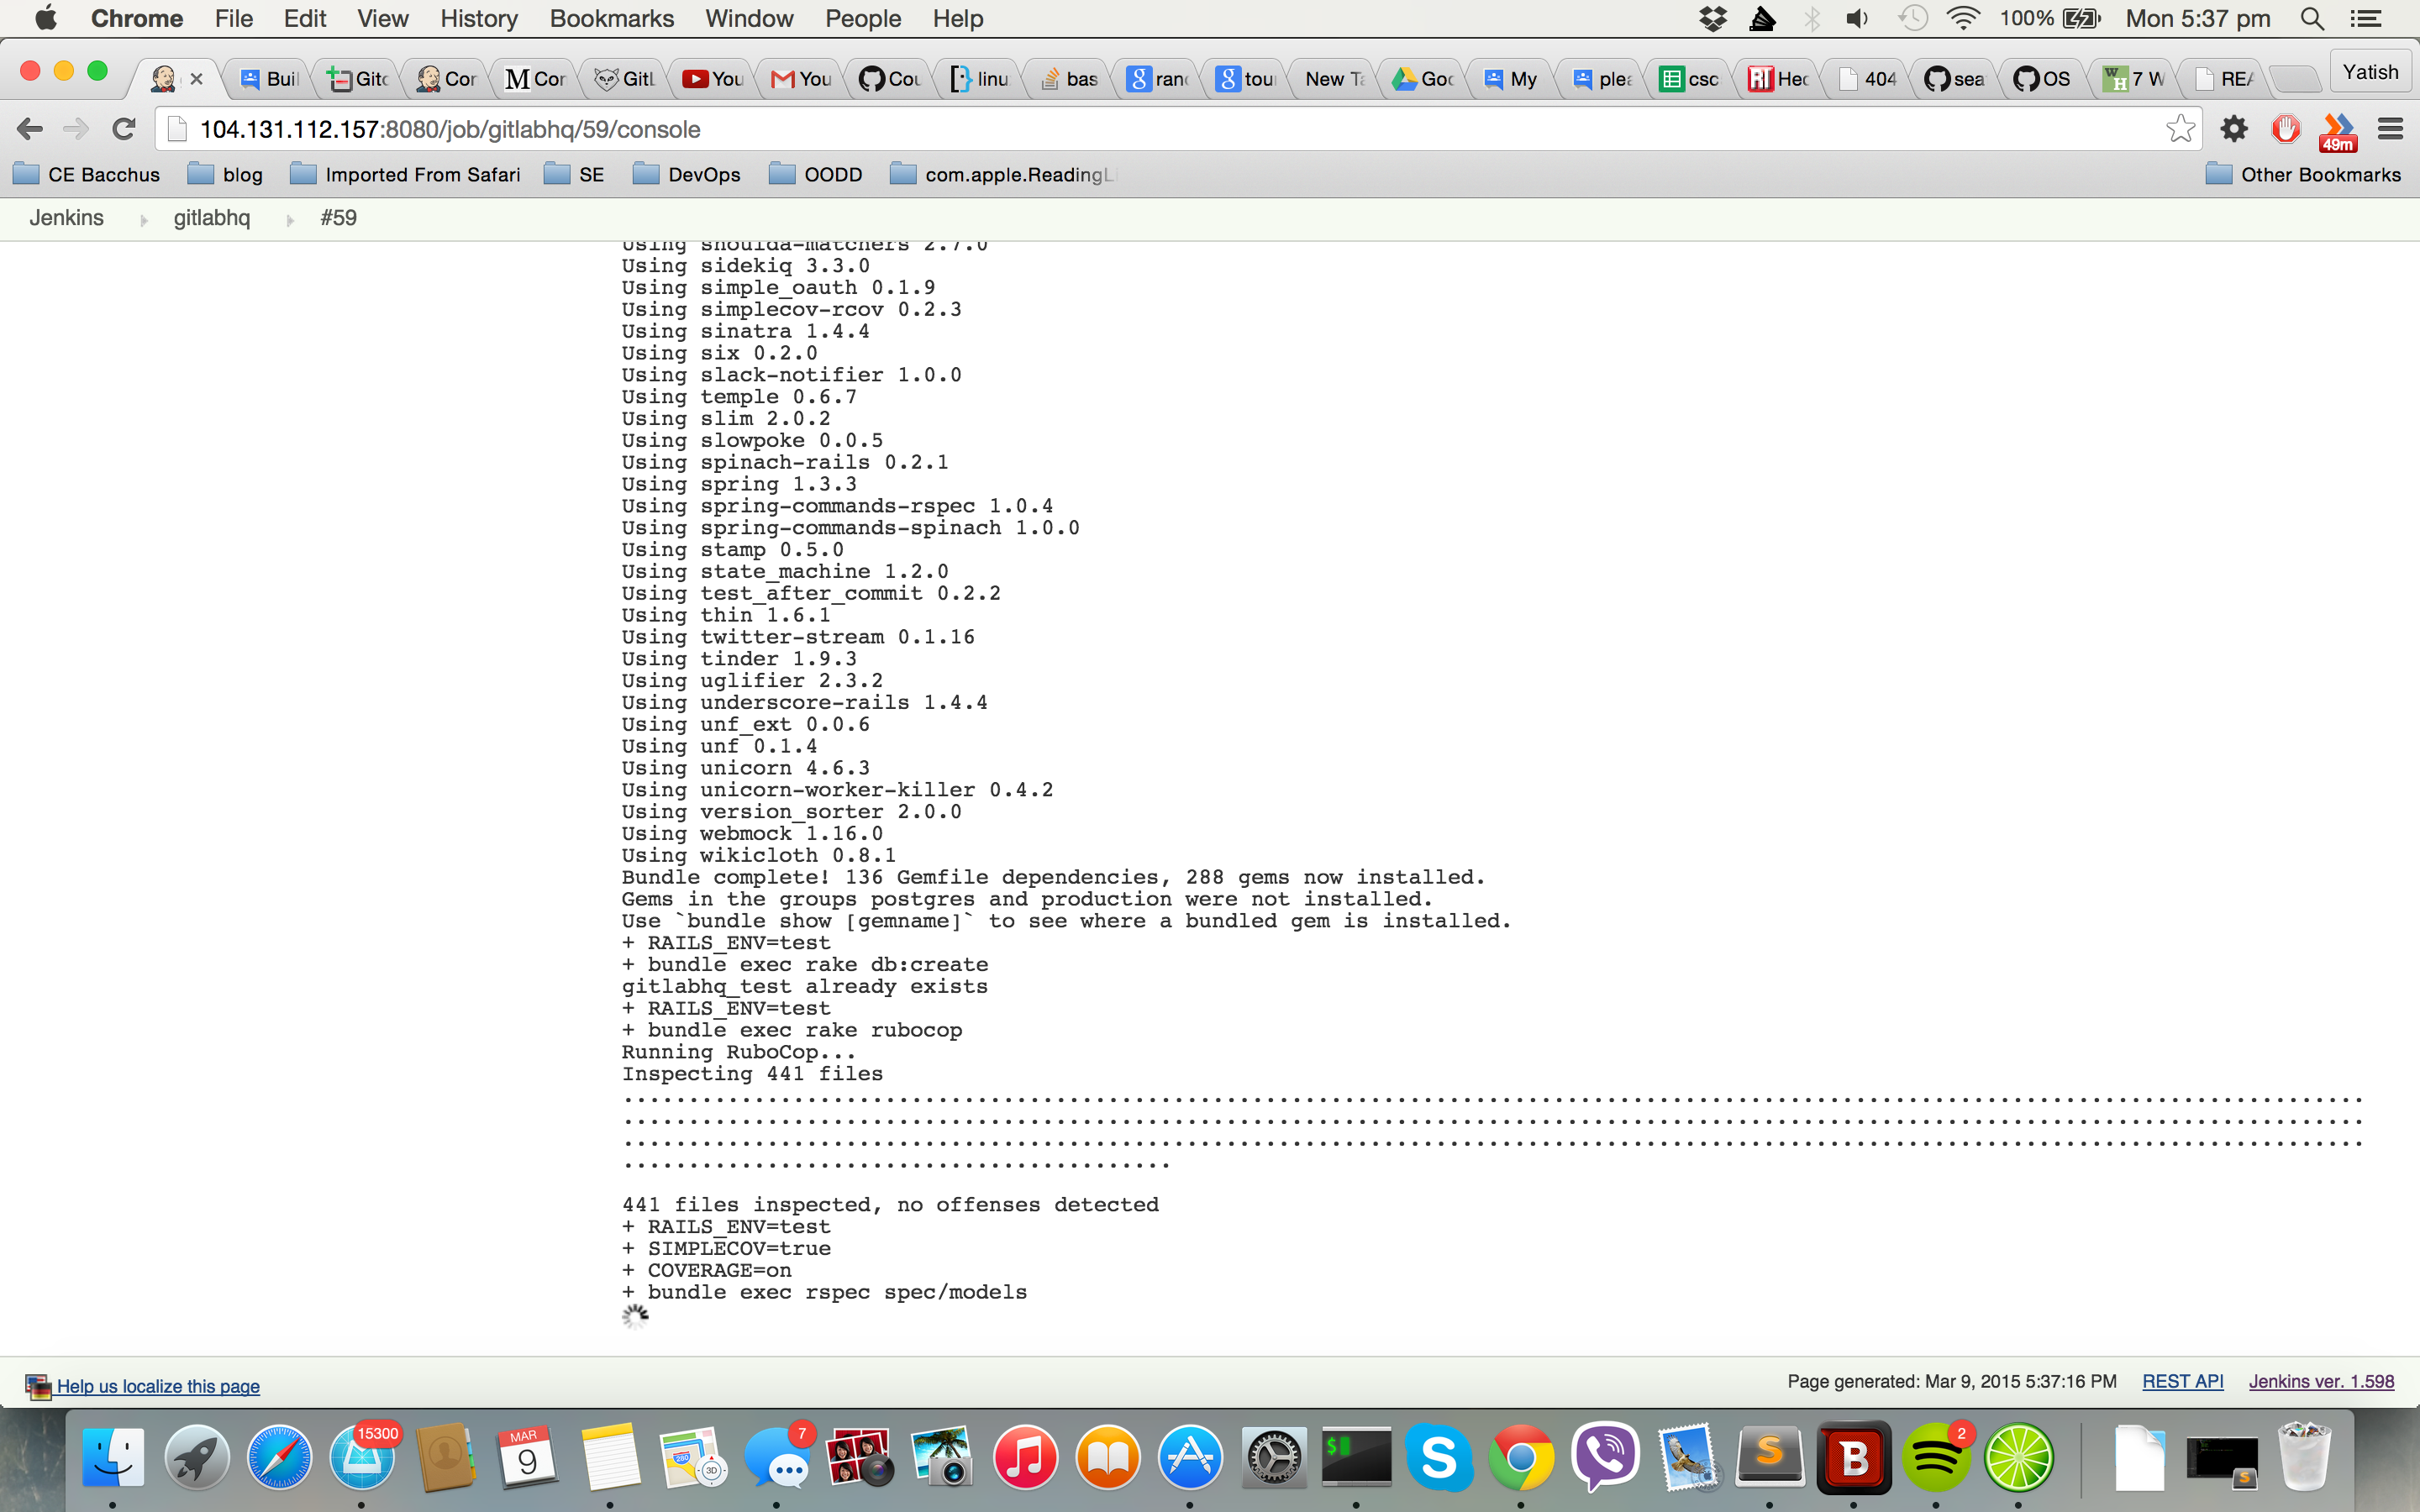 Chrome File Edit View History Bookmarks Window People Help 100% Mon 5:37 pm
Buil Gitc Cor M Cor GitL You You Cou linu bas g ran g tour New Ta Goo My plea csc RI Hec 404 sea OS WH 7 W REA Yatish
104.131.112.157:8080/job/gitlabhq/59/console 49m
CE Bacchus blog Imported From Safari SE DevOps OODD com.apple.ReadingL Other Bookmarks
Jenkins gitlabhq #59
Using shoulda-matchers 2.7.0
Using sidekiq 3.3.0
Using simple_oauth 0.1.9
Using simplecov-rcov 0.2.3
Using sinatra 1.4.4
Using six 0.2.0
Using slack-notifier 1.0.0
Using temple 0.6.7
Using slim 2.0.2
Using slowpoke 0.0.5
Using spinach-rails 0.2.1
Using spring 1.3.3
Using spring-commands-rspec 1.0.4
Using spring-commands-spinach 1.0.0
Using stamp 0.5.0
Using state_machine 1.2.0
Using test_after_commit 0.2.2
Using thin 1.6.1
Using twitter-stream 0.1.16
Using tinder 1.9.3
Using uglifier 2.3.2
Using underscore-rails 1.4.4
Using unf_ext 0.0.6
Using unf 0.1.4
Using unicorn 4.6.3
Using unicorn-worker-killer 0.4.2
Using version_sorter 2.0.0
Using webmock 1.16.0
Using wikicloth 0.8.1
Bundle complete! 136 Gemfile dependencies, 288 gems now installed.
Gems in the groups postgres and production were not installed.
Use `bundle show [gemname]` to see where a bundled gem is installed.
+ RAILS_ENV=test
+ bundle exec rake db:create
gitlabhq_test already exists
+ RAILS_ENV=test
+ bundle exec rake rubocop
Running RuboCop...
Inspecting 441 files
441 files inspected, no offenses detected
+ RAILS_ENV=test
+ SIMPLECOV=true
+ COVERAGE=on
+ bundle exec rspec spec/models
Help us localize this page Page generated: Mar 9, 2015 5:37:16 PM REST API Jenkins ver. 1.598
15300 MAR 9 280 3D 7 $ S S B 2 S